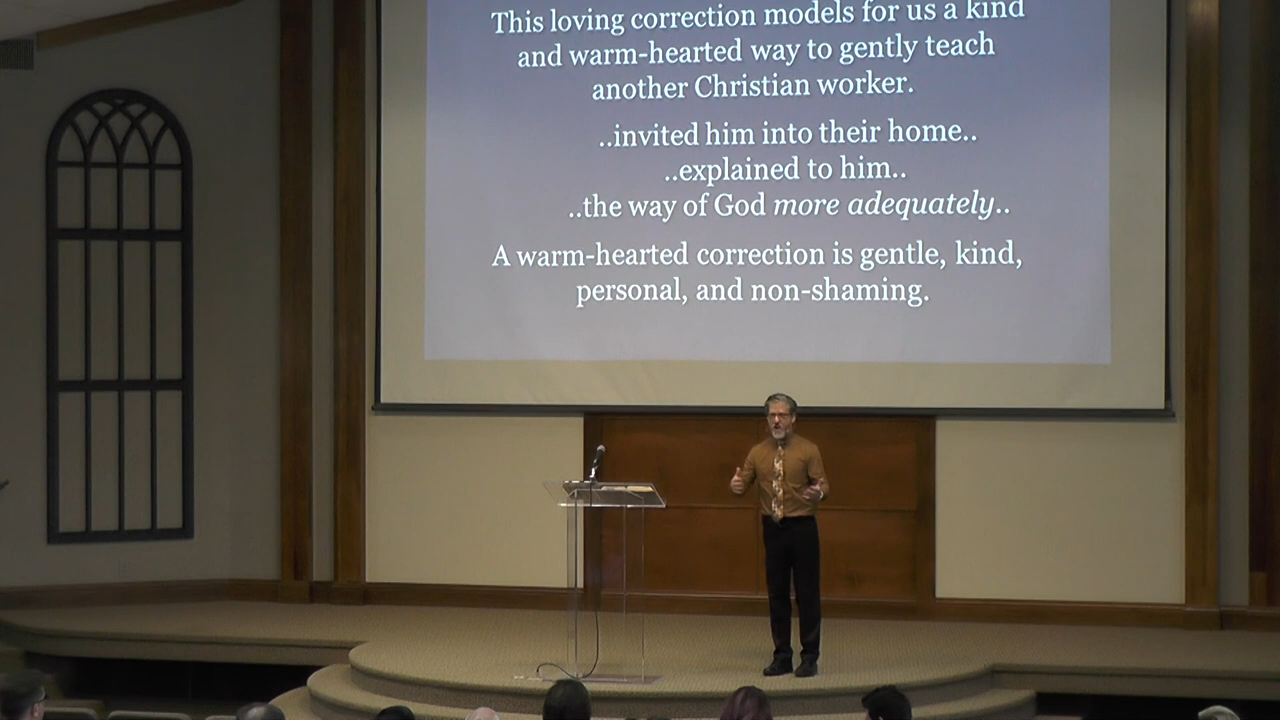 This loving correction models for us a kind
and warm-hearted way to gently teach
another Christian worker.
..invited him into their home..
..explained to him..
..the way of God more adequately..
A warm-hearted correction is gentle, kind,
personal, and non-shaming.